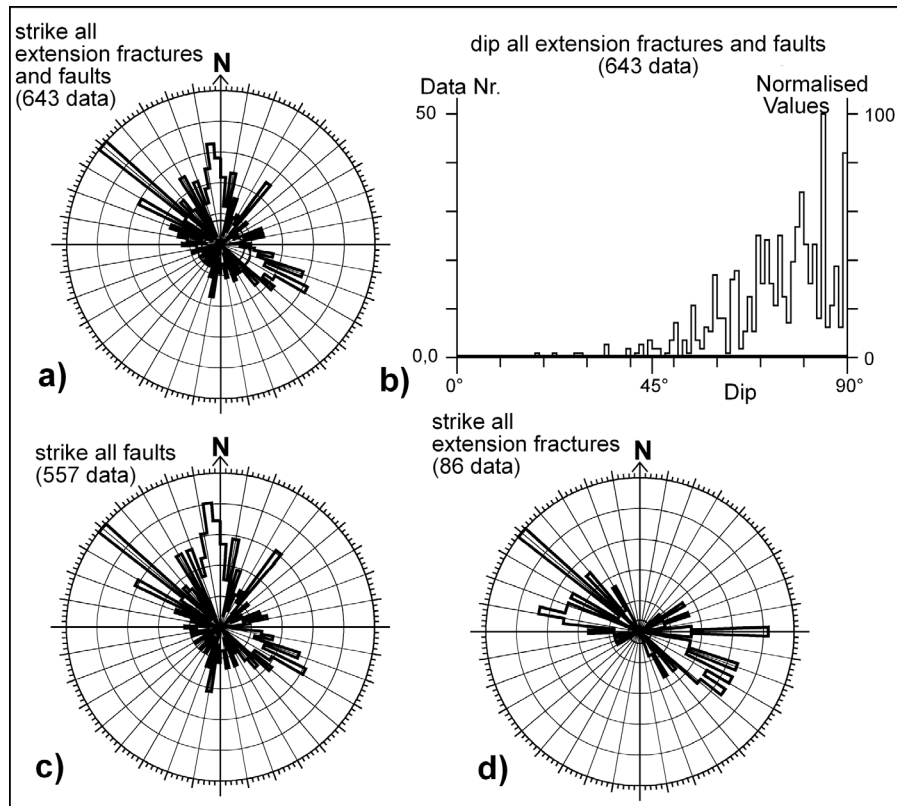 strike all
extension fractures
and faults
(643 data)
N
a)
dip all extension fractures and faults
(643 data)
Data Nr.
Normalised
Values
50
100
0,0
0
0°
45°
90°
Dip
b)
strike all faults
(557 data)
N
c)
strike all
extension fractures
(86 data)
N
d)